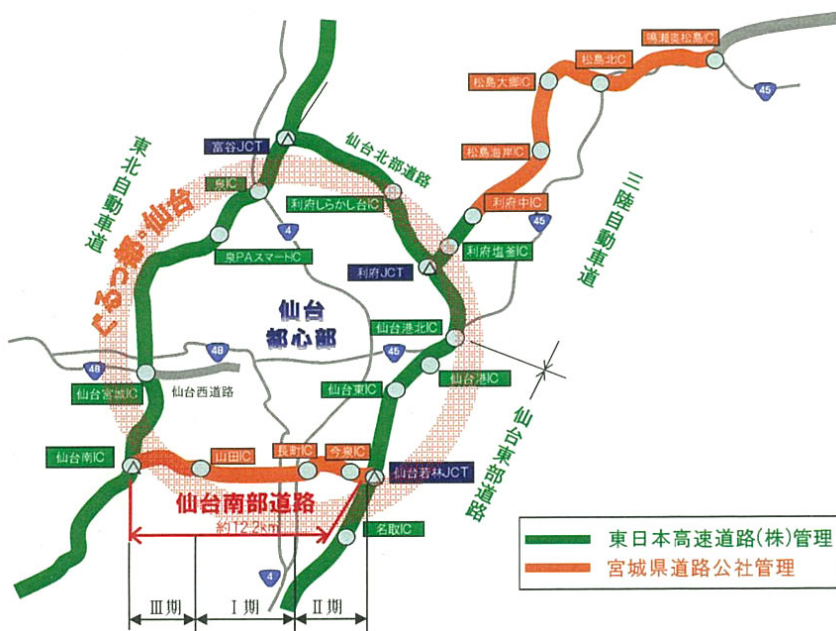 鳴瀬奥松島IC
松島北IC
松島大郷IC
45
富谷JCT
仙台北部道路
松島海岸IC
東北自動車道
泉IC
利府しらかし台IC
利府中IC
三陸自動車道
ぐるっ都・仙台
4
45
泉PAスマートIC
利府塩釜IC
利府JCT
仙台
都心部
仙台港北IC
48
45
48
仙台港IC
仙台宮城IC
仙台西道路
仙台東IC
仙台東部道路
仙台南IC
山田IC
長町IC
今泉IC
仙台若林JCT
仙台南部道路
約12.2km
名取IC
東日本高速道路(株)管理
宮城県道路公社管理
4
Ⅲ期
Ⅰ期
Ⅱ期